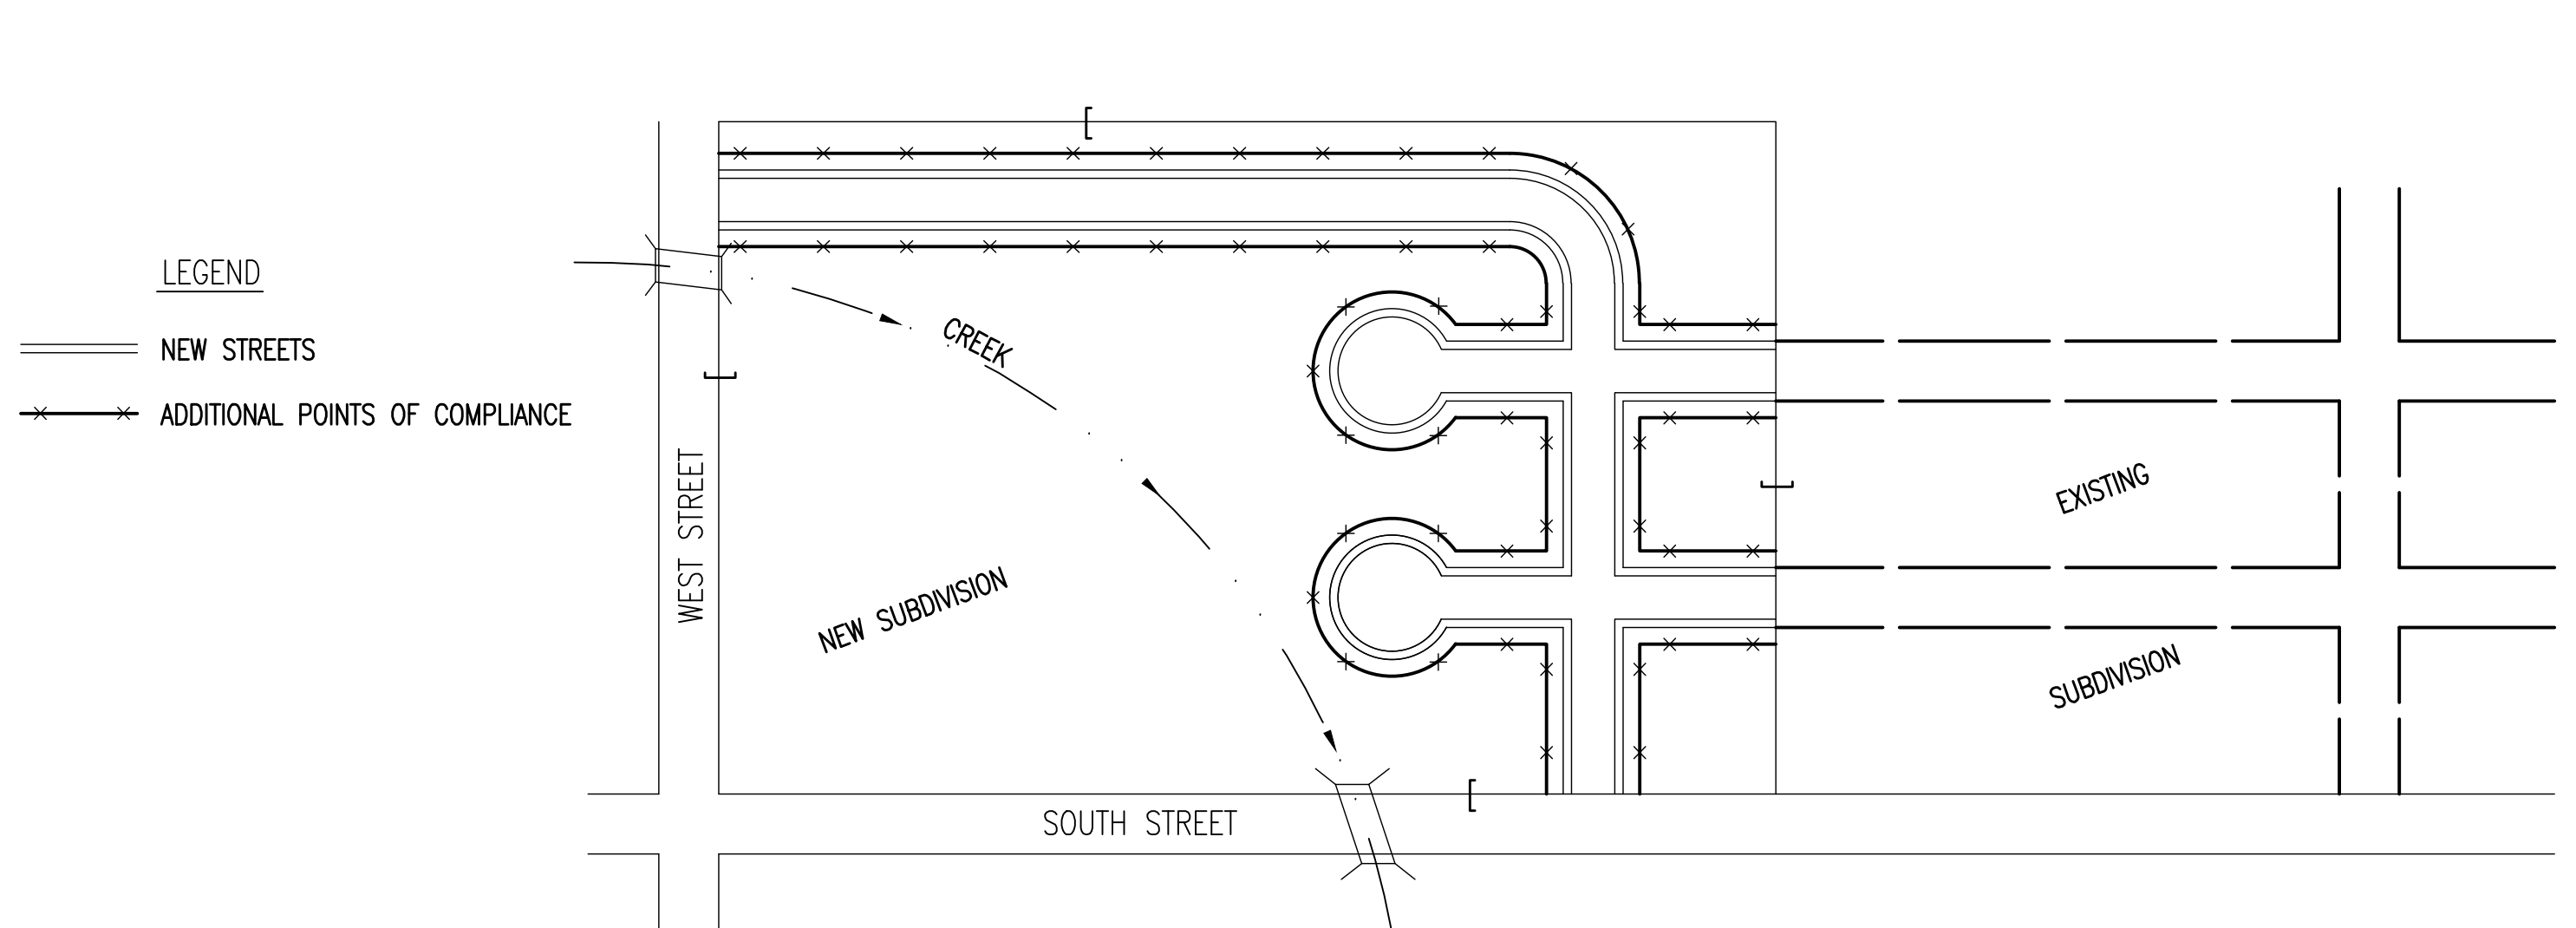 LEGEND
NEW STREETS
ADDITIONAL POINTS OF COMPLIANCE
WEST STREET
CREEK
NEW SUBDIVISION
SOUTH STREET
EXISTING
SUBDIVISION